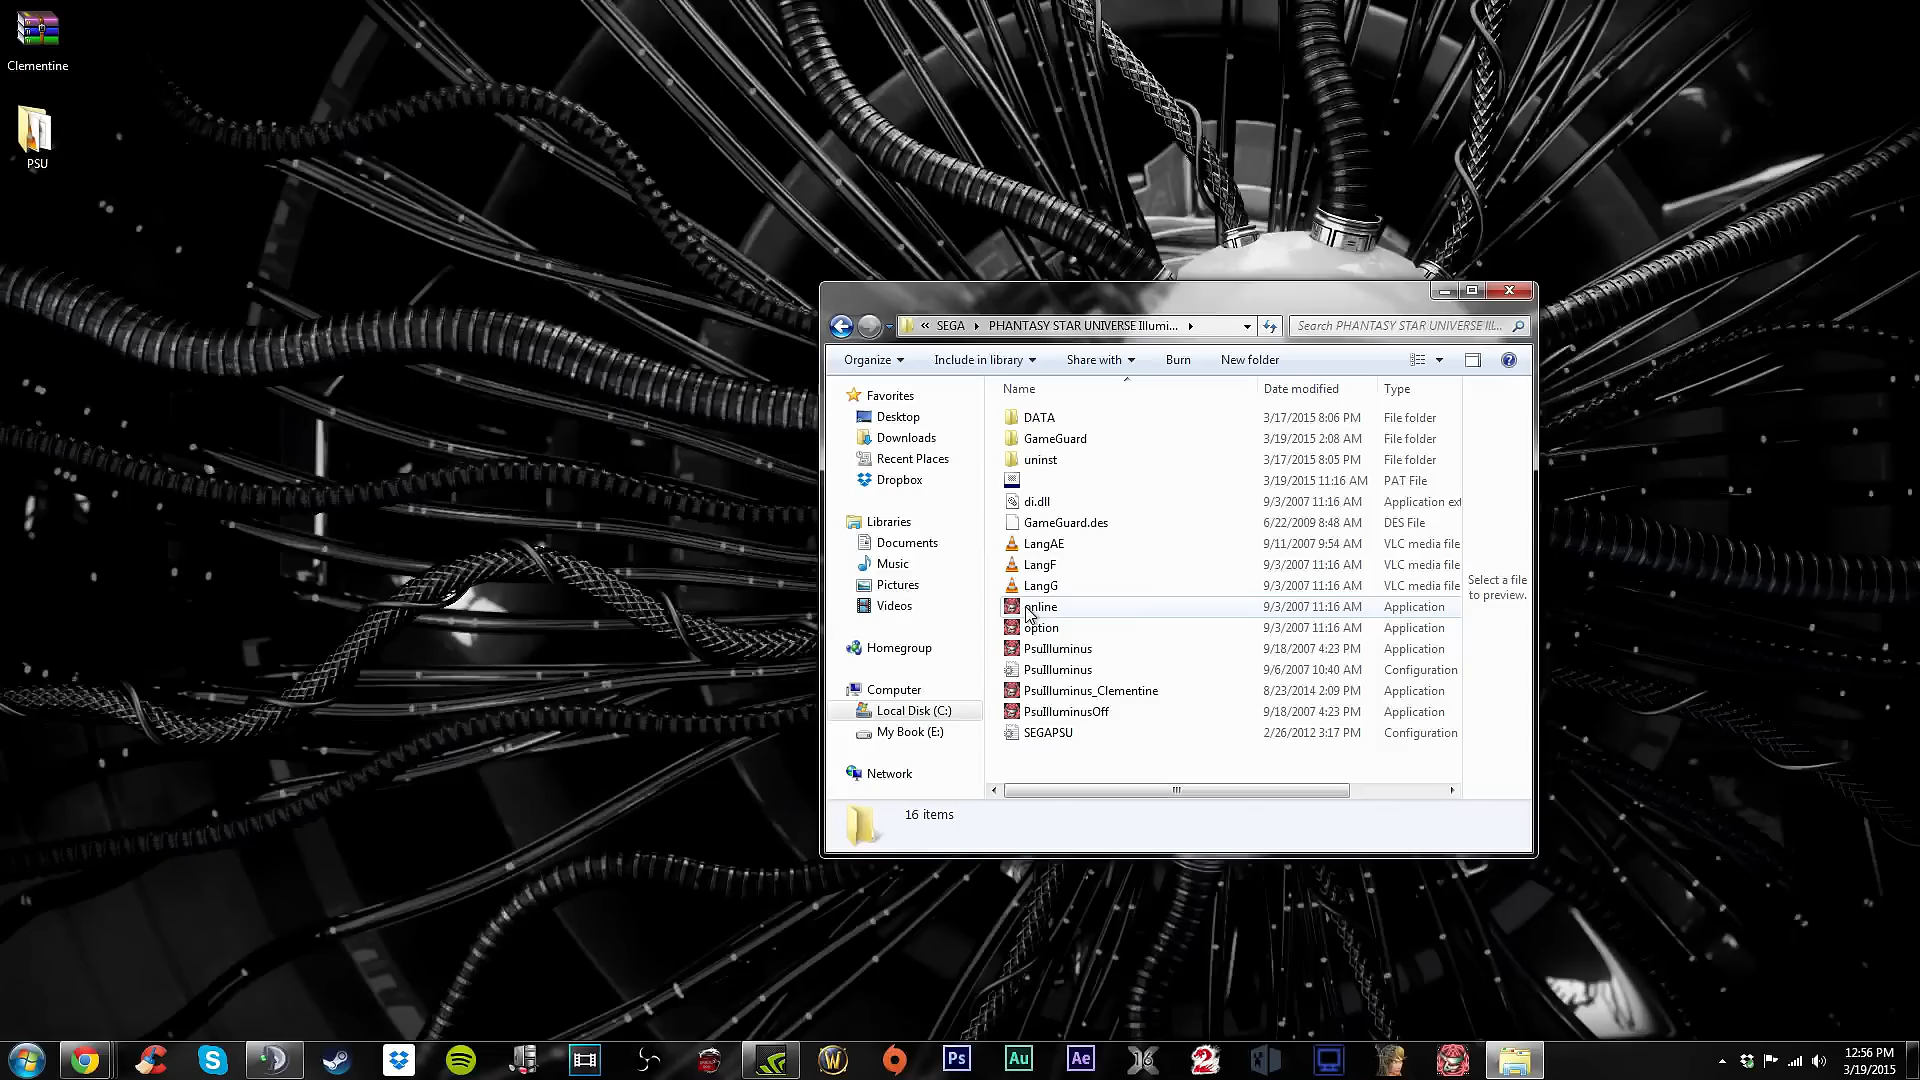 Clementine
PSU
« SEGA ▸ PHANTASY STAR UNIVERSE Illumi... ▸
Search PHANTASY STAR UNIVERSE Ill...
Organize
Include in library
Share with
Burn
New folder
Favorites
Desktop
Downloads
Recent Places
Dropbox
Libraries
Documents
Music
Pictures
Videos
Homegroup
Computer
Local Disk (C:)
My Book (E:)
Network
Name Date modified Type
DATA 3/17/2015 8:06 PM File folder
GameGuard 3/19/2015 2:08 AM File folder
uninst 3/17/2015 8:05 PM File folder
3/19/2015 11:16 AM PAT File
di.dll 9/3/2007 11:16 AM Application ext
GameGuard.des 6/22/2009 8:48 AM DES File
LangAE 9/11/2007 9:54 AM VLC media file
LangF 9/3/2007 11:16 AM VLC media file
LangG 9/3/2007 11:16 AM VLC media file
online 9/3/2007 11:16 AM Application
option 9/3/2007 11:16 AM Application
PsuIlluminus 9/18/2007 4:23 PM Application
PsuIlluminus 9/6/2007 10:40 AM Configuration
PsuIlluminus_Clementine 8/23/2014 2:09 PM Application
PsuIlluminusOff 9/18/2007 4:23 PM Application
SEGAPSU 2/26/2012 3:17 PM Configuration
Select a file
to preview.
16 items
Ps
Au
Ae
12:56 PM
3/19/2015